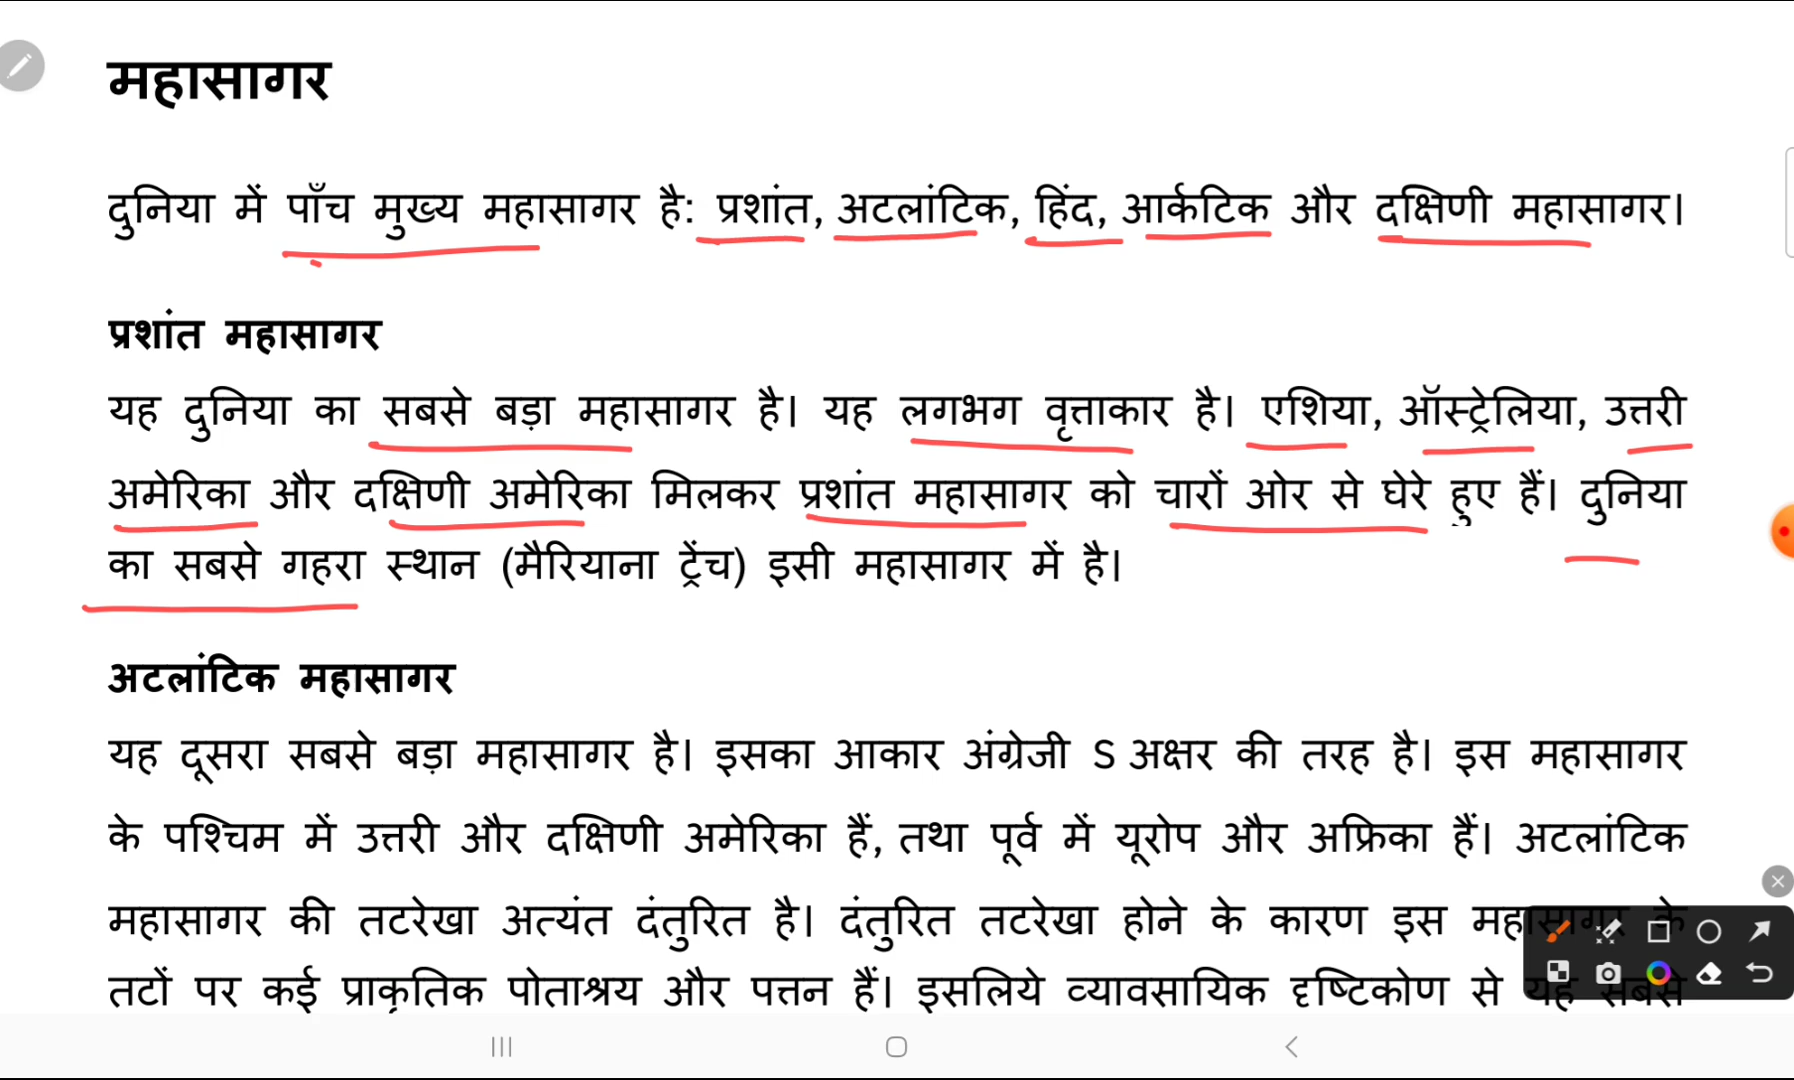 महासागर
दुनिया में पाँच मुख्य महासागर है: प्रशांत, अटलांटिक, हिंद, आर्कटिक और दक्षिणी महासागर।
प्रशांत महासागर
यह दुनिया का सबसे बड़ा महासागर है। यह लगभग वृत्ताकार है। एशिया, ऑस्ट्रेलिया, उत्तरी
अमेरिका और दक्षिणी अमेरिका मिलकर प्रशांत महासागर को चारों ओर से घेरे हुए हैं। दुनिया
का सबसे गहरा स्थान (मैरियाना ट्रेंच) इसी महासागर में है।
अटलांटिक महासागर
यह दूसरा सबसे बड़ा महासागर है। इसका आकार अंग्रेजी S अक्षर की तरह है। इस महासागर
के पश्चिम में उत्तरी और दक्षिणी अमेरिका हैं, तथा पूर्व में यूरोप और अफ्रिका हैं। अटलांटिक
महासागर की तटरेखा अत्यंत दंतुरित है। दंतुरित तटरेखा होने के कारण इस महासागर के
तटों पर कई प्राकृतिक पोताश्रय और पत्तन हैं। इसलिये व्यावसायिक दृष्टिकोण से यह सबसे